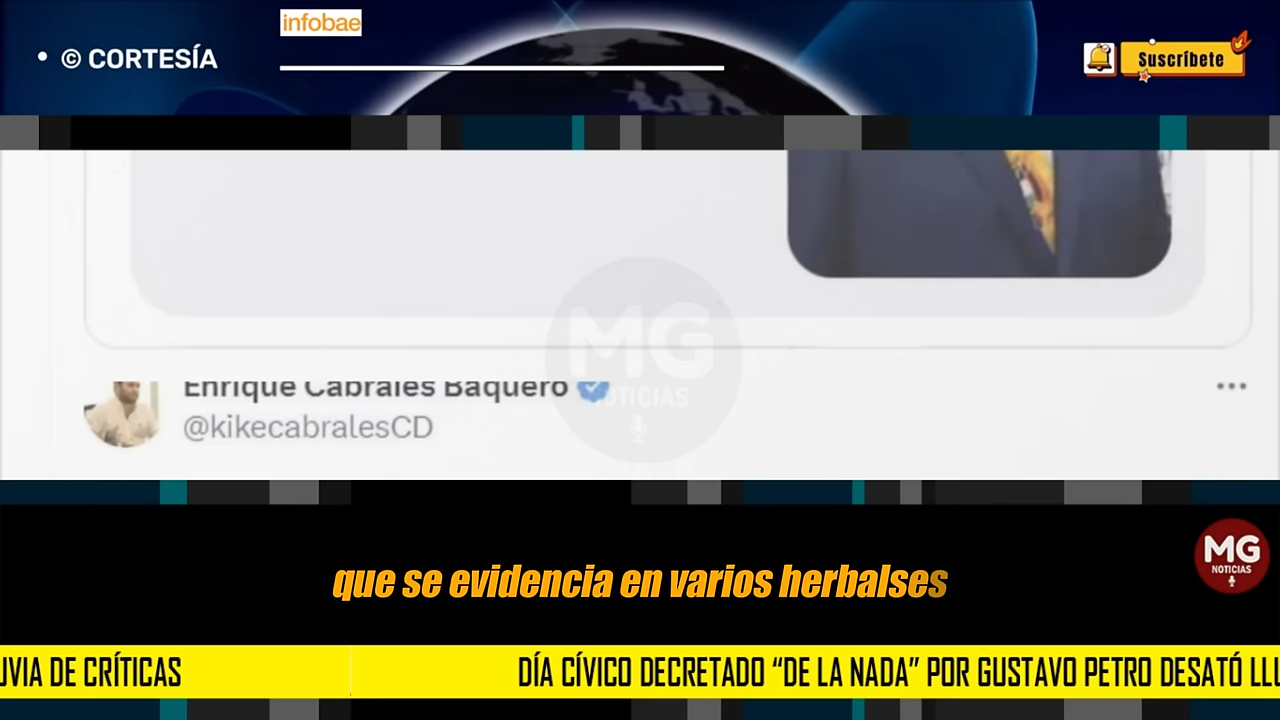 infobae
• © CORTESÍA
Suscríbete
Enrique Cabrales Baquero
@kikecabralesCD
MG
NOTICIAS
que se evidencia en varios herbalses
MG
NOTICIAS
UVIA DE CRÍTICAS
DÍA CÍVICO DECRETADO “DE LA NADA” POR GUSTAVO PETRO DESATÓ LLU